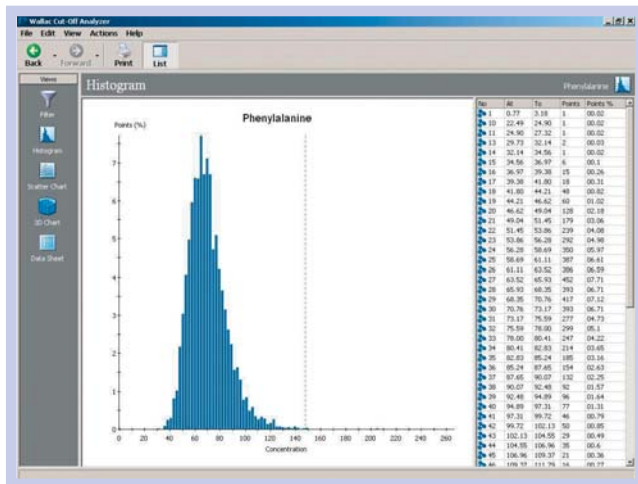 Wallac Cut-Off Analyzer
File Edit View Actions Help
Back Forward Print List
Views
Histogram
Phenylalanine
Filter
Histogram
Scatter Chart
3D Chart
Data Sheet
Phenylalanine
Points (%)
7
6
5
4
3
2
1
0
0 20 40 60 80 100 120 140 160 180 200 220 240 260
Concentration
No At To Points Points %
1 0.77 3.18 1 00.02
10 22.49 24.90 1 00.02
11 24.90 27.32 1 00.02
13 29.73 32.14 2 00.03
14 32.14 34.56 1 00.02
15 34.56 36.97 6 00.1
16 36.97 39.38 15 00.26
17 39.38 41.80 18 00.31
18 41.80 44.21 48 00.82
19 44.21 46.62 60 01.02
20 46.62 49.04 128 02.18
21 49.04 51.45 179 03.06
22 51.45 53.86 239 04.08
23 53.86 56.28 292 04.98
24 56.28 58.69 350 05.97
25 58.69 61.11 387 06.61
26 61.11 63.52 386 06.59
27 63.52 65.93 452 07.71
28 65.93 68.35 393 06.71
29 68.35 70.76 417 07.12
30 70.76 73.17 393 06.71
31 73.17 75.59 277 04.73
32 75.59 78.00 299 05.1
33 78.00 80.41 247 04.22
34 80.41 82.83 214 03.65
35 82.83 85.24 185 03.16
36 85.24 87.65 154 02.63
37 87.65 90.07 132 02.25
38 90.07 92.48 92 01.57
39 92.48 94.89 96 01.64
40 94.89 97.31 77 01.31
41 97.31 99.72 46 00.79
42 99.72 102.13 50 00.85
43 102.13 104.55 29 00.49
44 104.55 106.96 35 00.6
45 106.96 109.37 21 00.36
46 109.37 111.79 16 00.27